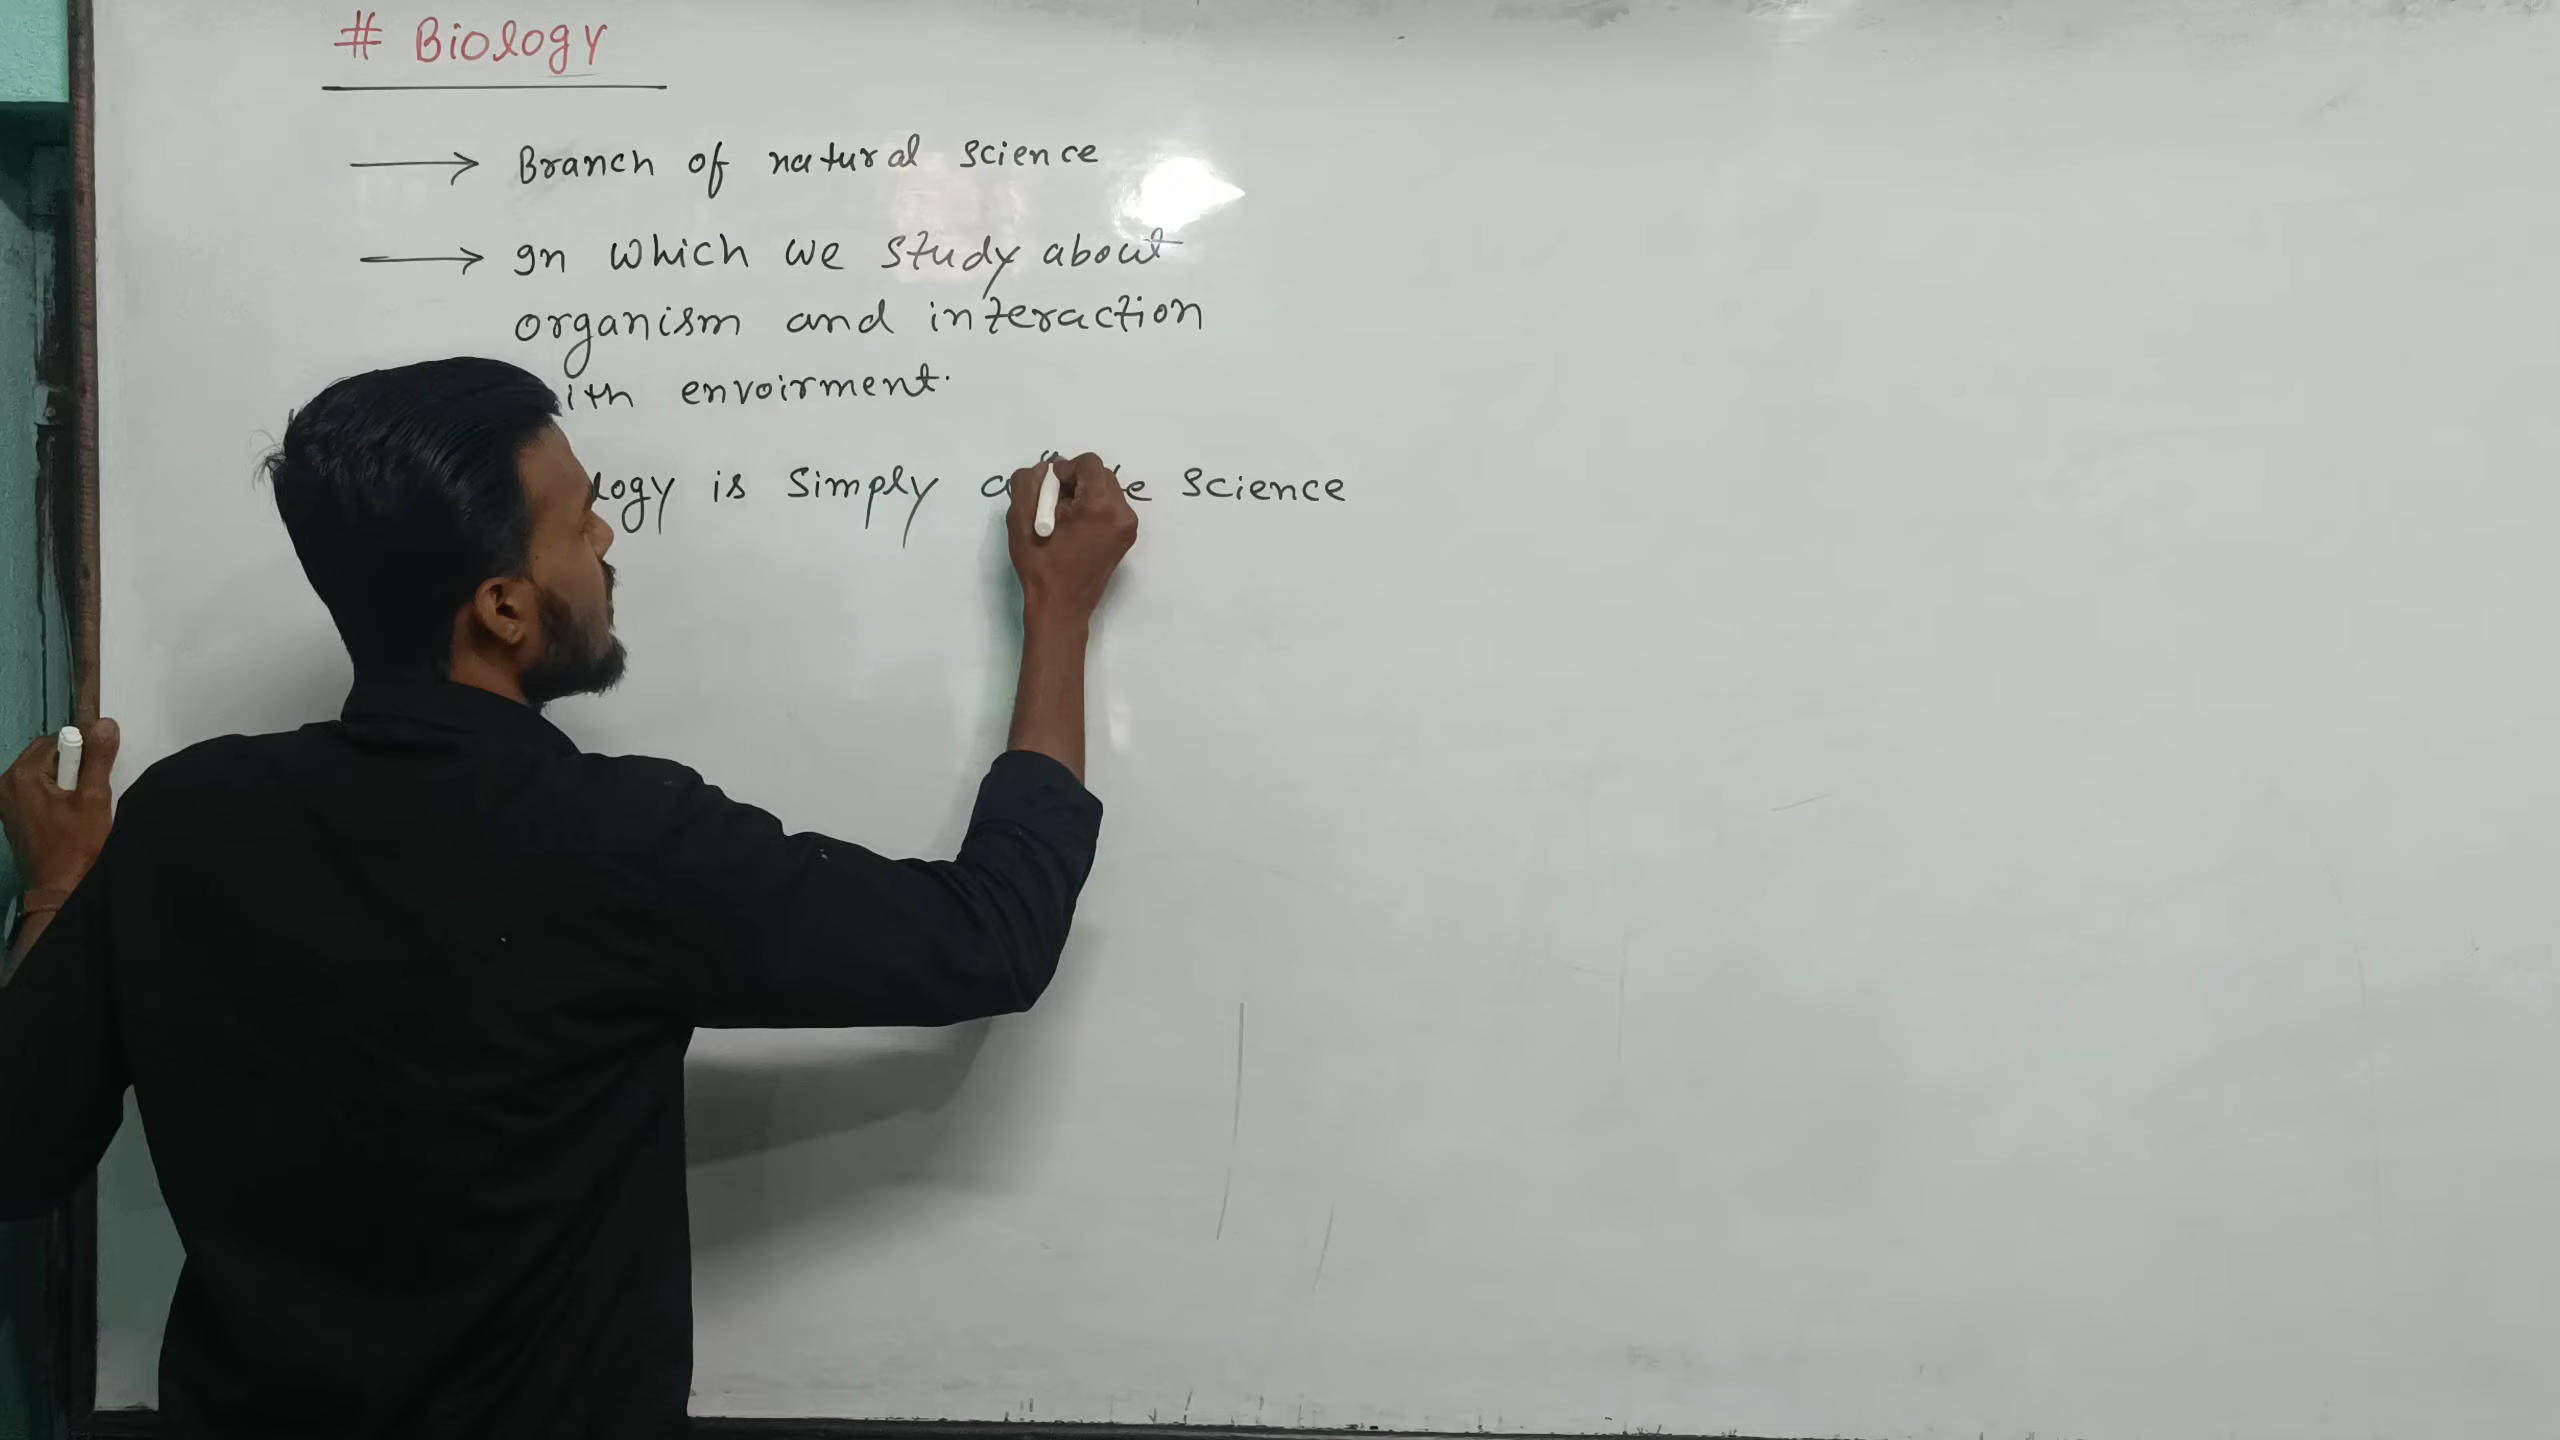 # Biology
Branch of natural science
In which we study about
organism and interaction
ith envoirment.
logy is simply a science